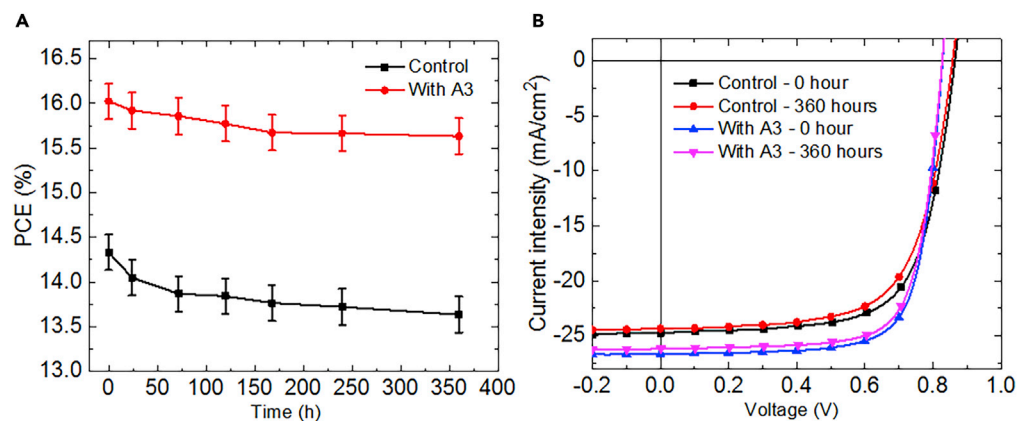 A
PCE (%)
16.5
16.0
15.5
15.0
14.5
14.0
13.5
13.0
Control
With A3
0 50 100 150 200 250 300 350 400
Time (h)
B
Current intensity (mA/cm2)
0
-5
-10
-15
-20
-25
Control - 0 hour
Control - 360 hours
With A3 - 0 hour
With A3 - 360 hours
-0.2 0.0 0.2 0.4 0.6 0.8 1.0
Voltage (V)